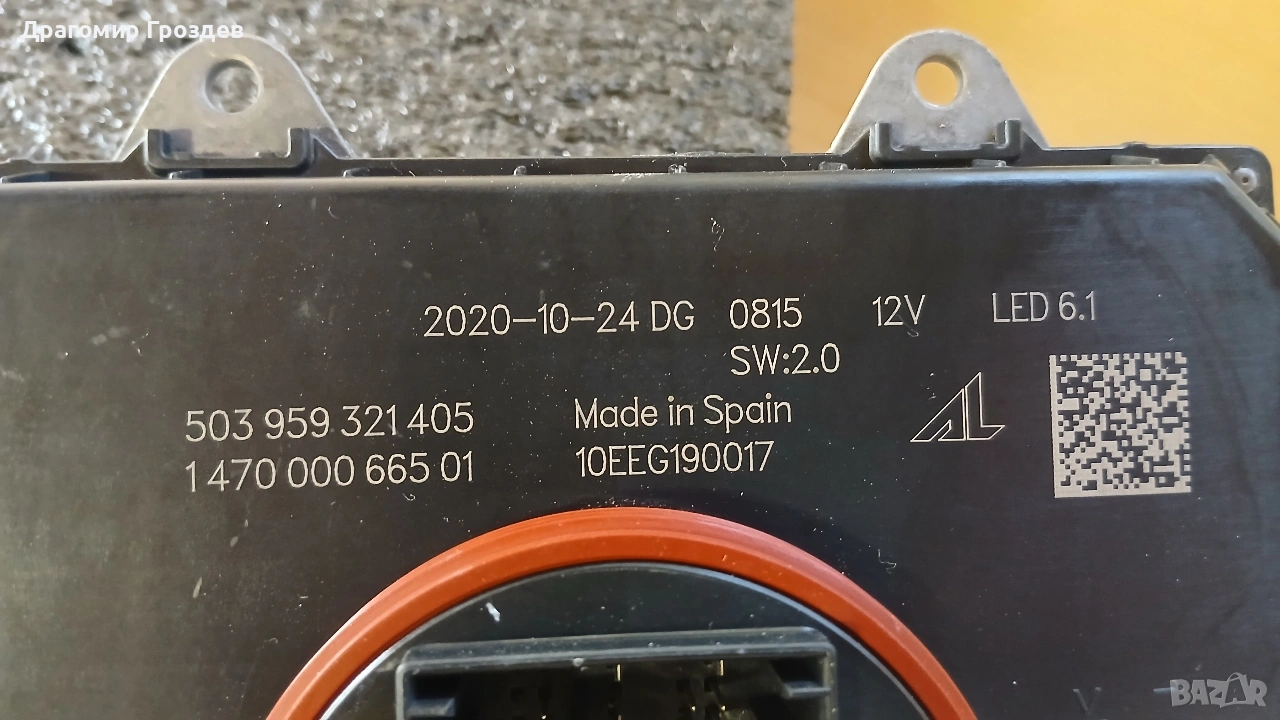 Драгомир Гроздев
2020-10-24 DG 0815 12V LED 6.1
SW:2.0
503 959 321 405 Made in Spain AL
1 470 000 665 01 10EEG190017
BAZAR